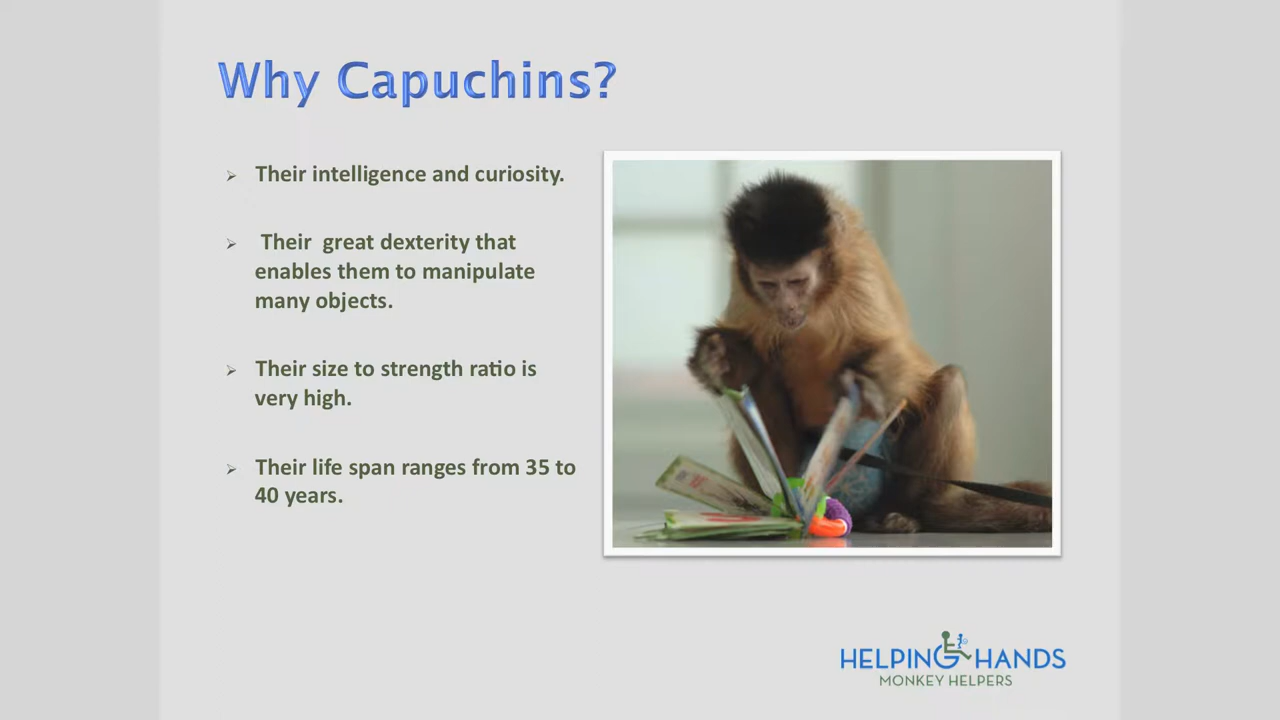 Why Capuchins?
Their intelligence and curiosity.
Their great dexterity that
enables them to manipulate
many objects.
Their size to strength ratio is
very high.
Their life span ranges from 35 to
40 years.
HELPING HANDS
MONKEY HELPERS